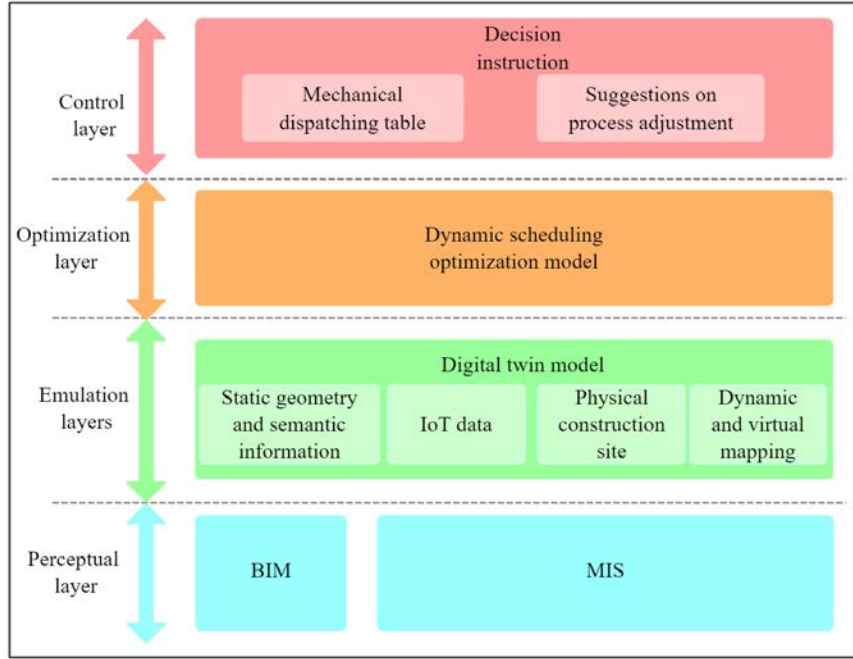 Control
layer
Decision
instruction
Mechanical
dispatching table
Suggestions on
process adjustment
Optimization
layer
Dynamic scheduling
optimization model
Emulation
layers
Digital twin model
Static geometry
and semantic
information
IoT data
Physical
construction
site
Dynamic
and virtual
mapping
Perceptual
layer
BIM
MIS